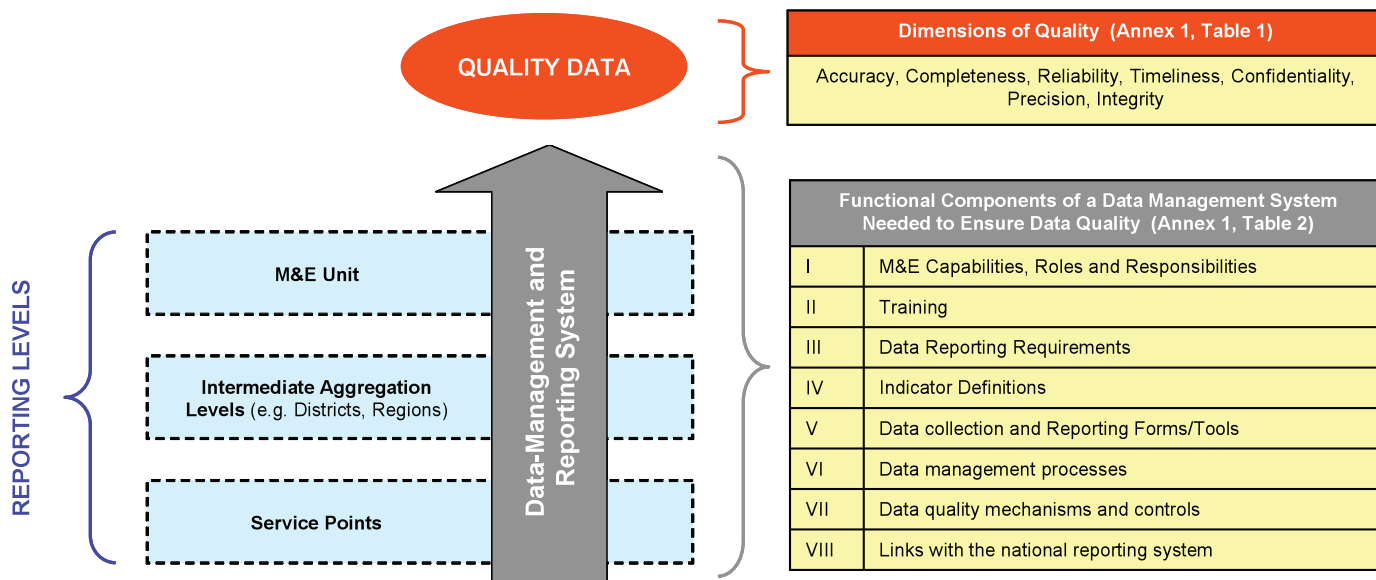 QUALITY DATA
Dimensions of Quality (Annex 1, Table 1)
Accuracy, Completeness, Reliability, Timeliness, Confidentiality,
Precision, Integrity
REPORTING LEVELS
M&E Unit
Intermediate Aggregation
Levels (e.g. Districts, Regions)
Service Points
Data-Management and
Reporting System
Functional Components of a Data Management System
Needed to Ensure Data Quality (Annex 1, Table 2)
I M&E Capabilities, Roles and Responsibilities
II Training
III Data Reporting Requirements
IV Indicator Definitions
V Data collection and Reporting Forms/Tools
VI Data management processes
VII Data quality mechanisms and controls
VIII Links with the national reporting system